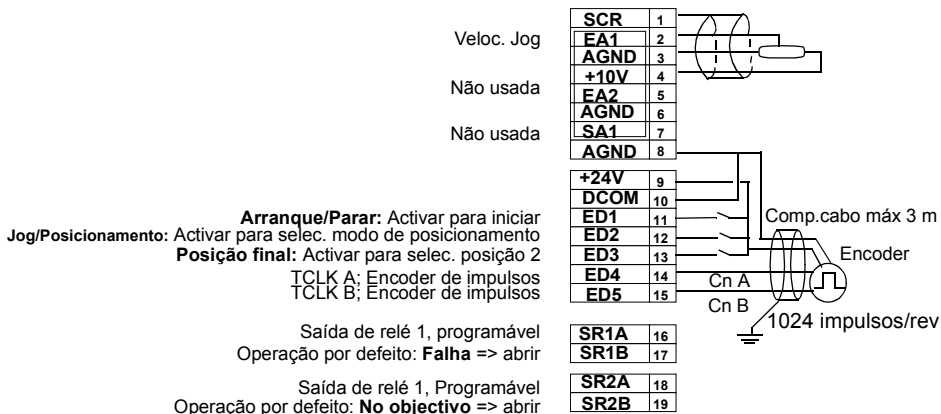 SCR 1
Veloc. Jog EA1 2
AGND 3
+10V 4
Não usada EA2 5
AGND 6
Não usada SA1 7
AGND 8
+24V 9
DCOM 10
Arranque/Parar: Activar para iniciar ED1 11 Comp.cabo máx 3 m
Jog/Posicionamento: Activar para selec. modo de posicionamento ED2 12
Posição final: Activar para selec. posição 2 ED3 13 Encoder
TCLK A; Encoder de impulsos ED4 14 Cn A
TCLK B; Encoder de impulsos ED5 15 Cn B
1024 impulsos/rev
Saída de relé 1, programável SR1A 16
Operação por defeito: Falha => abrir SR1B 17
Saída de relé 1, Programável SR2A 18
Operação por defeito: No objectivo => abrir SR2B 19